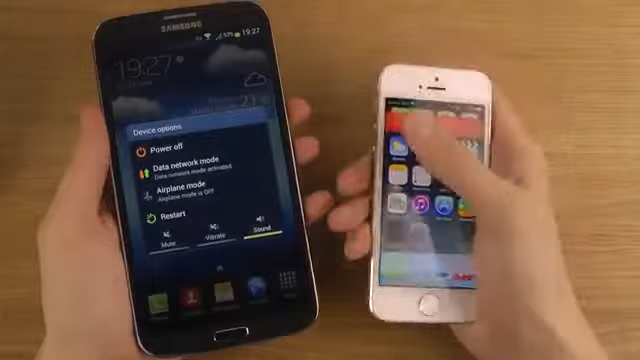 SAMSUNG
19:27
19:27
23
Device options
Power off
Data network mode
Data network mode activated
Airplane mode
Airplane mode is OFF
Restart
Mute
Vibrate
Sound